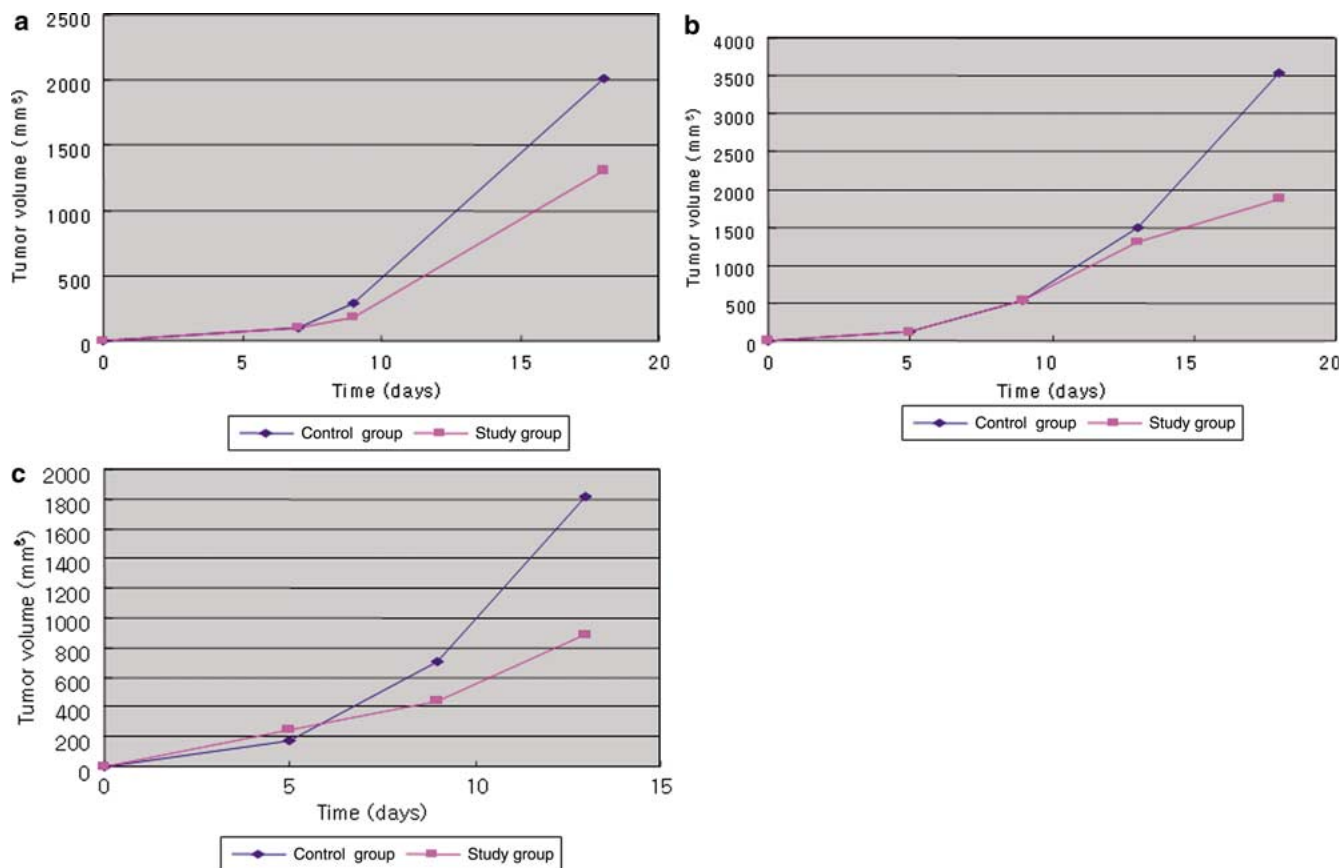 a
2500
2000
1500
1000
500
0
Tumor volume (mm³)
0 5 10 15 20
Time (days)
Control group Study group
b
4000
3500
3000
2500
2000
1500
1000
500
0
Tumor volume (mm³)
0 5 10 15 20
Time (days)
Control group Study group
c
2000
1800
1600
1400
1200
1000
800
600
400
200
0
Tumor volume (mm³)
0 5 10 15
Time (days)
Control group Study group